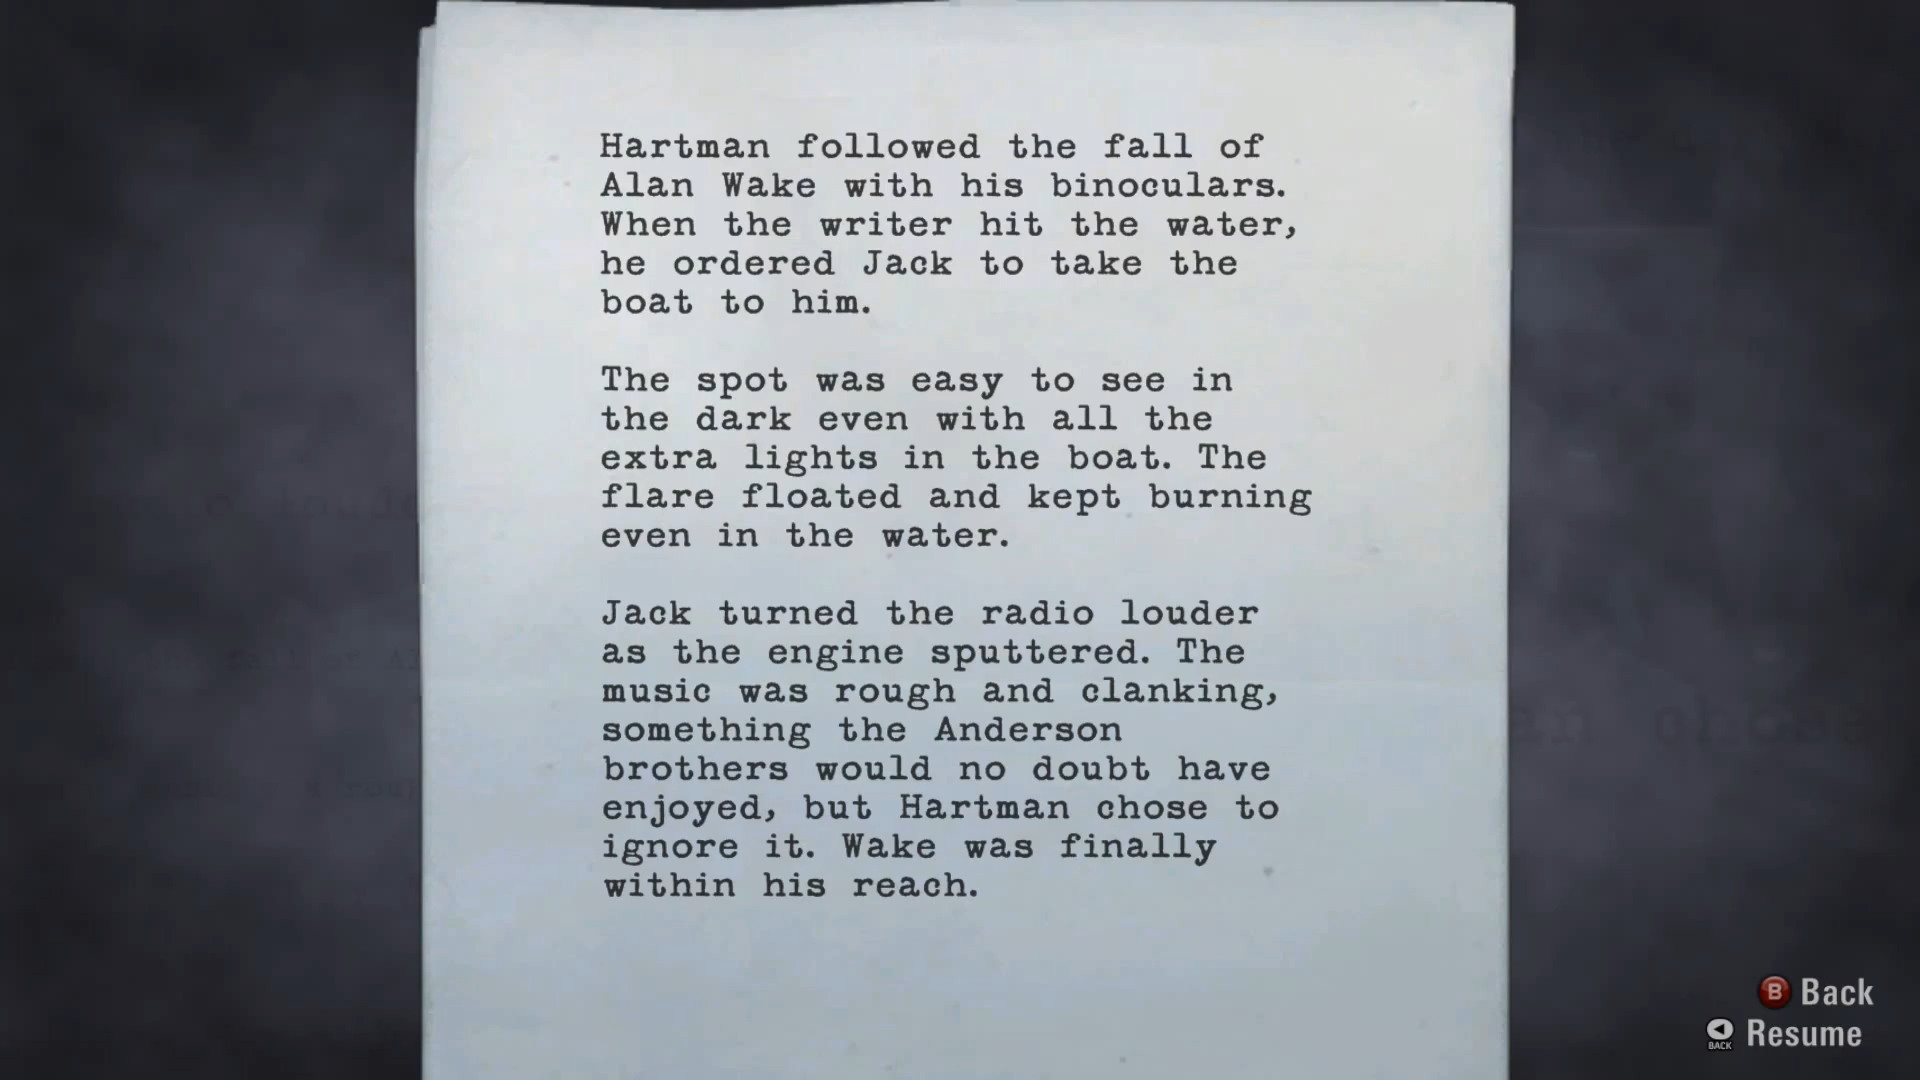 Hartman followed the fall of
Alan Wake with his binoculars.
When the writer hit the water,
he ordered Jack to take the
boat to him.
The spot was easy to see in
the dark even with all the
extra lights in the boat. The
flare floated and kept burning
even in the water.
Jack turned the radio louder
as the engine sputtered. The
music was rough and clanking,
something the Anderson
brothers would no doubt have
enjoyed, but Hartman chose to
ignore it. Wake was finally
within his reach.
B Back
BACK Resume